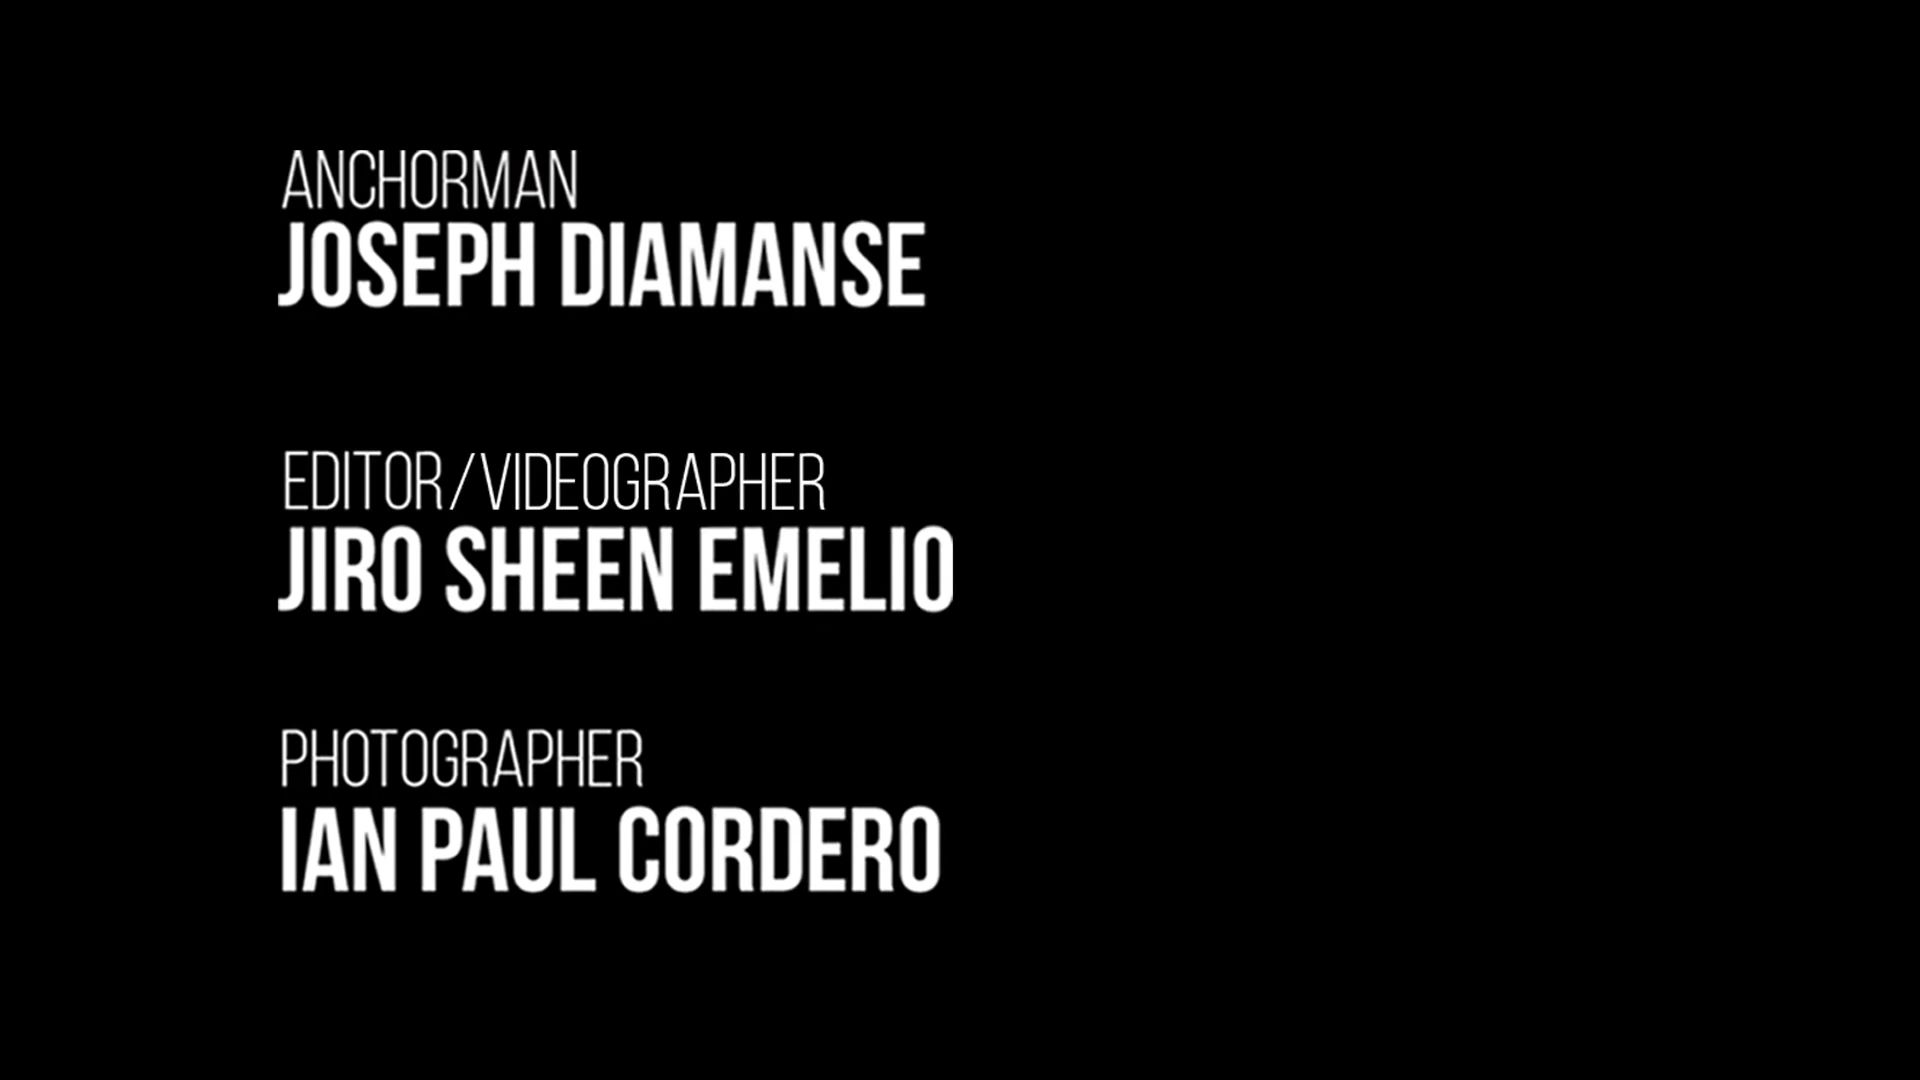 ANCHORMAN
JOSEPH DIAMANSE
EDITOR/VIDEOGRAPHER
JIRO SHEEN EMELIO
PHOTOGRAPHER
IAN PAUL CORDERO